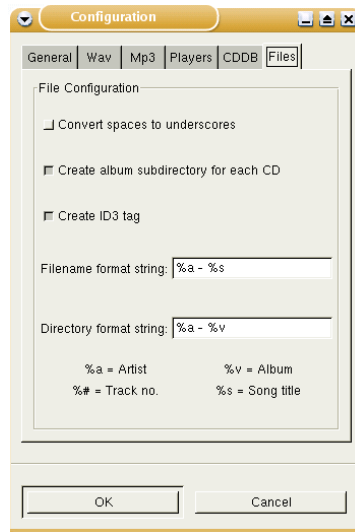 Configuration
General Wav Mp3 Players CDDB Files
File Configuration
Convert spaces to underscores
Create album subdirectory for each CD
Create ID3 tag
Filename format string: %a - %s
Directory format string: %a - %v
%a = Artist %v = Album
%# = Track no. %s = Song title
OK Cancel